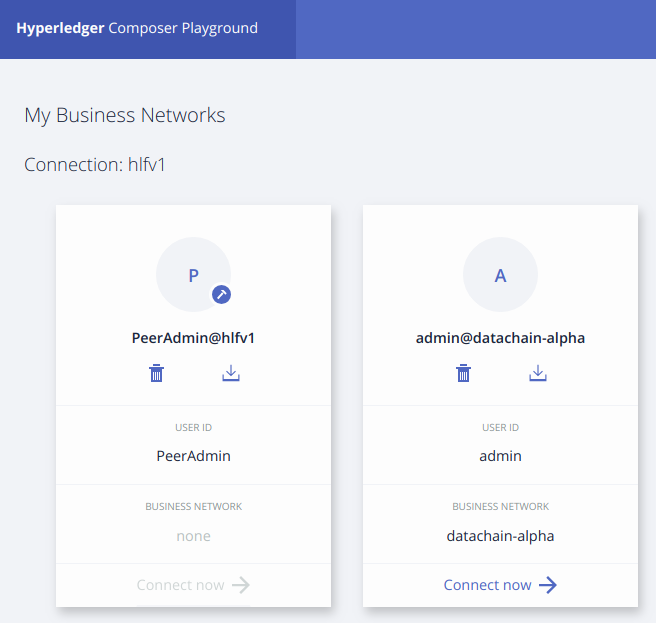 Hyperledger Composer Playground
My Business Networks
Connection: hlfv1
P
PeerAdmin@hlfv1
USER ID
PeerAdmin
BUSINESS NETWORK
none
Connect now
A
admin@datachain-alpha
USER ID
admin
BUSINESS NETWORK
datachain-alpha
Connect now